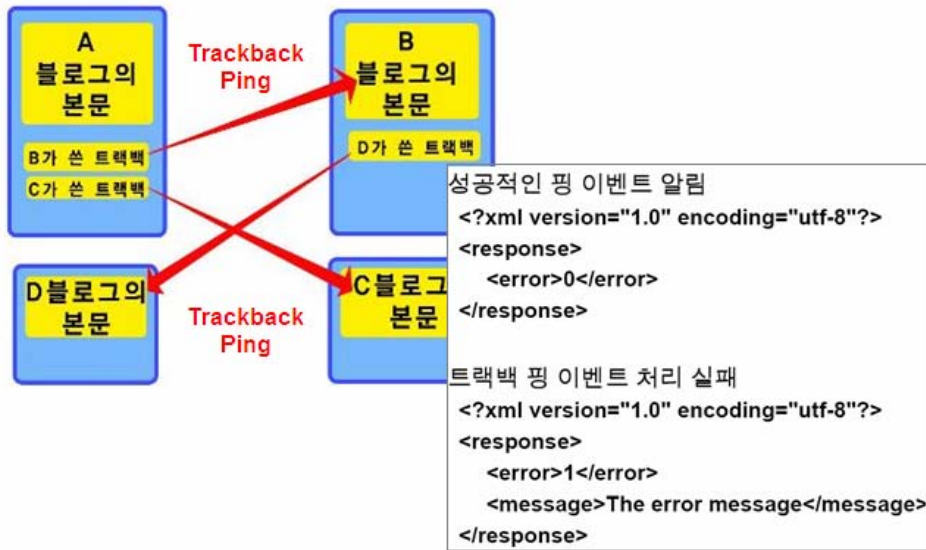 A
블로그의
본문
B가 쓴 트랙백
C가 쓴 트랙백
Trackback
Ping
B
블로그의
본문
D가 쓴 트랙백
D블로그의
본문
Trackback
Ping
C블로그
본문
성공적인 핑 이벤트 알림
<?xml version="1.0" encoding="utf-8"?>
<response>
<error>0</error>
</response>
트랙백 핑 이벤트 처리 실패
<?xml version="1.0" encoding="utf-8"?>
<response>
<error>1</error>
<message>The error message</message>
</response>